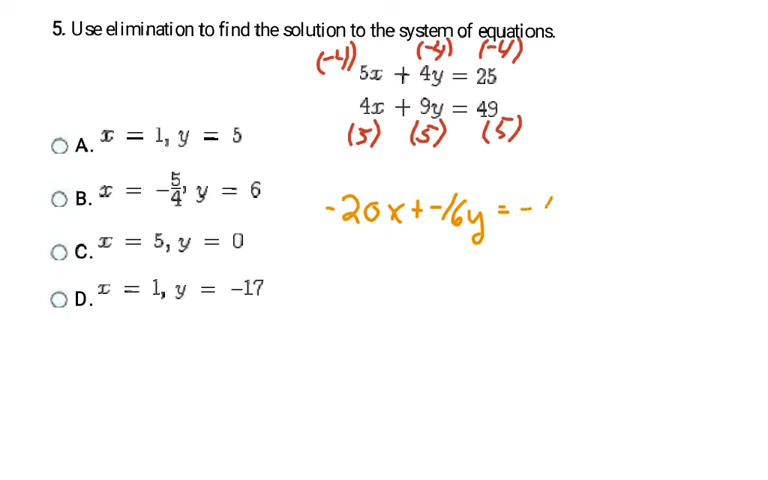 5. Use elimination to find the solution to the system of equations.
(-4) (-4) (-4)
5x + 4y = 25
4x + 9y = 49
(5) (5) (5)
A. x = 1, y = 5
B. x = -5/4, y = 6
C. x = 5, y = 0
D. x = 1, y = -17
-20x + -16y = -